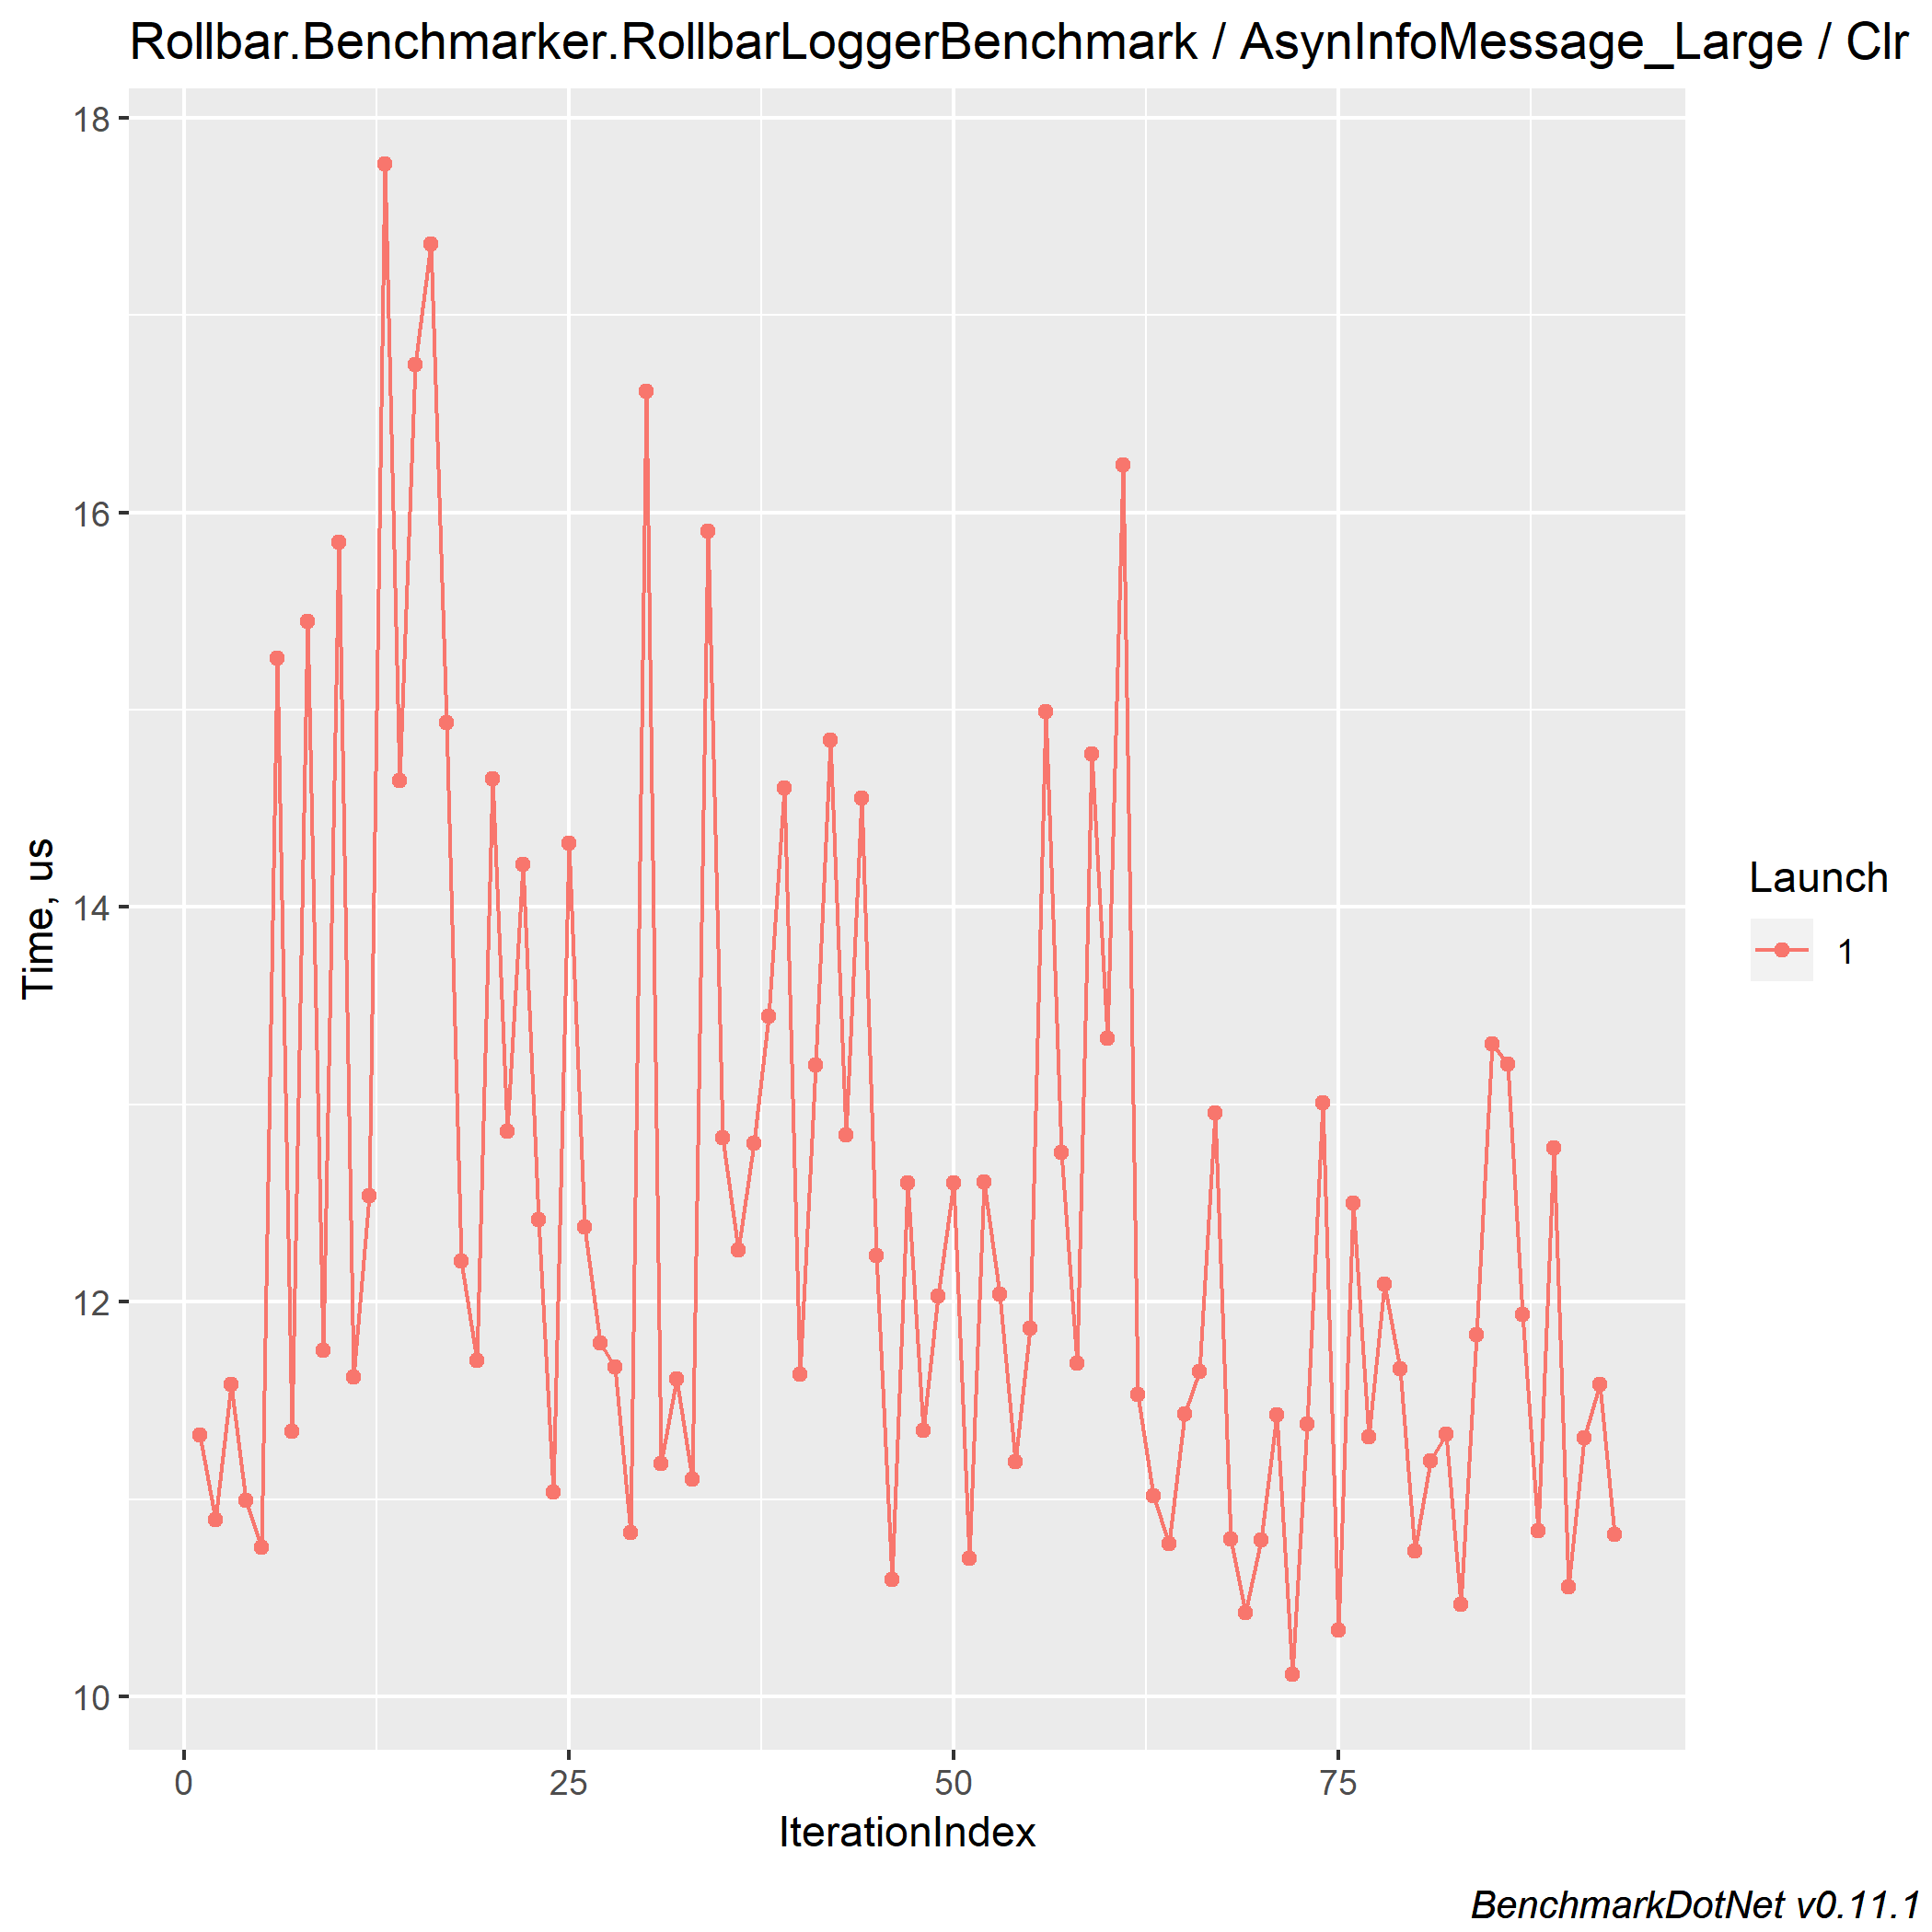 Rollbar.Benchmarker.RollbarLoggerBenchmark / AsynInfoMessage_Large / Clr
18
16
14
12
10
Time, us
0 25 50 75
IterationIndex
Launch
1
BenchmarkDotNet v0.11.1